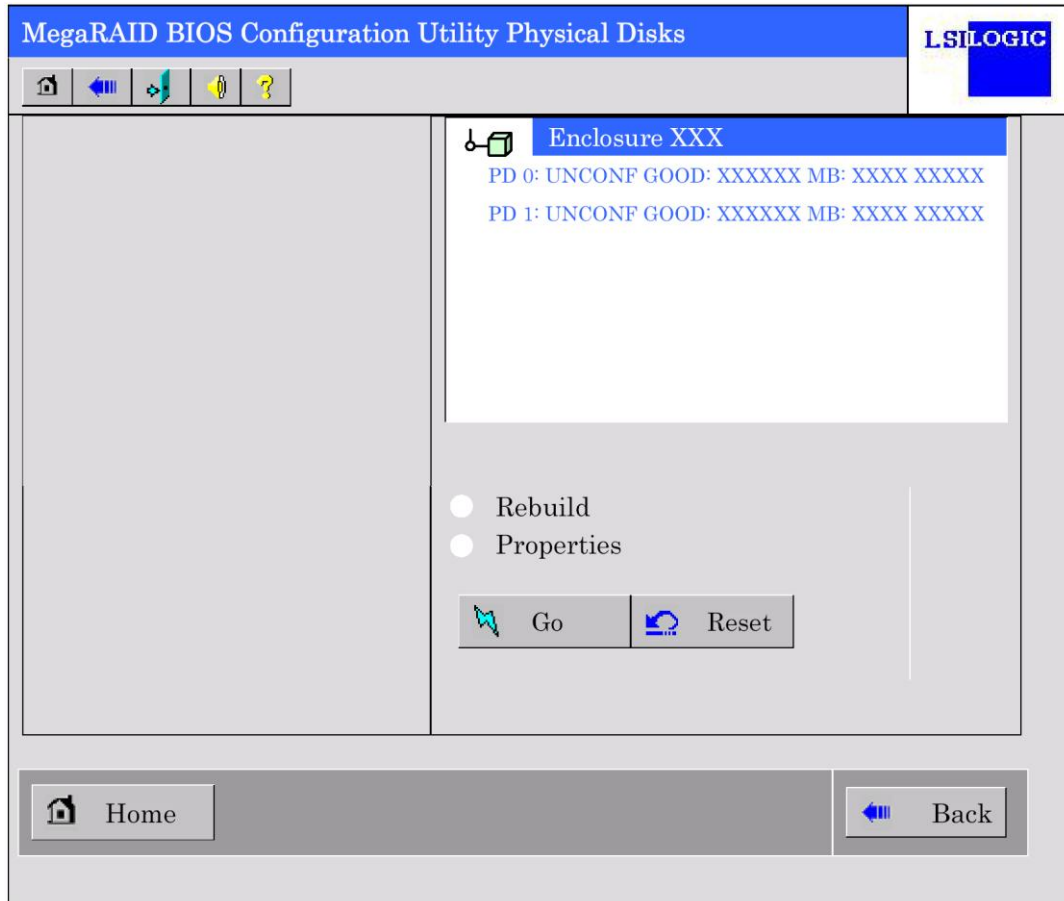 MegaRAID BIOS Configuration Utility Physical Disks
LSILOGIC
Enclosure XXX
PD 0: UNCONF GOOD: XXXXXX MB: XXXX XXXXX
PD 1: UNCONF GOOD: XXXXXX MB: XXXX XXXXX
Rebuild
Properties
Go
Reset
Home
Back